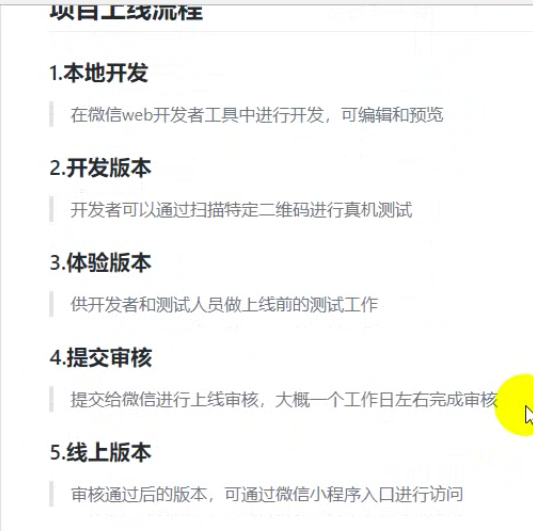 项目上线流程
1.本地开发
在微信web开发者工具中进行开发，可编辑和预览
2.开发版本
开发者可以通过扫描特定二维码进行真机测试
3.体验版本
供开发者和测试人员做上线前的测试工作
4.提交审核
提交给微信进行上线审核，大概一个工作日左右完成审核
5.线上版本
审核通过后的版本，可通过微信小程序入口进行访问